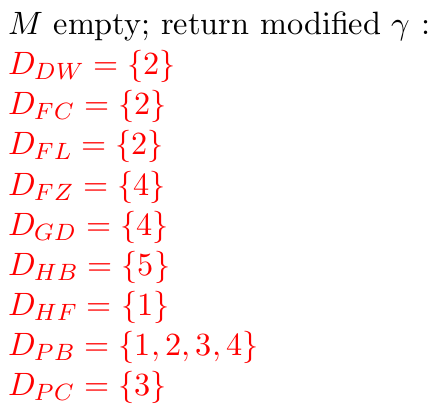 M empty; return modified γ :
D_{DW} = {2}
D_{FC} = {2}
D_{FL} = {2}
D_{FZ} = {4}
D_{GD} = {4}
D_{HB} = {5}
D_{HF} = {1}
D_{PB} = {1, 2, 3, 4}
D_{PC} = {3}